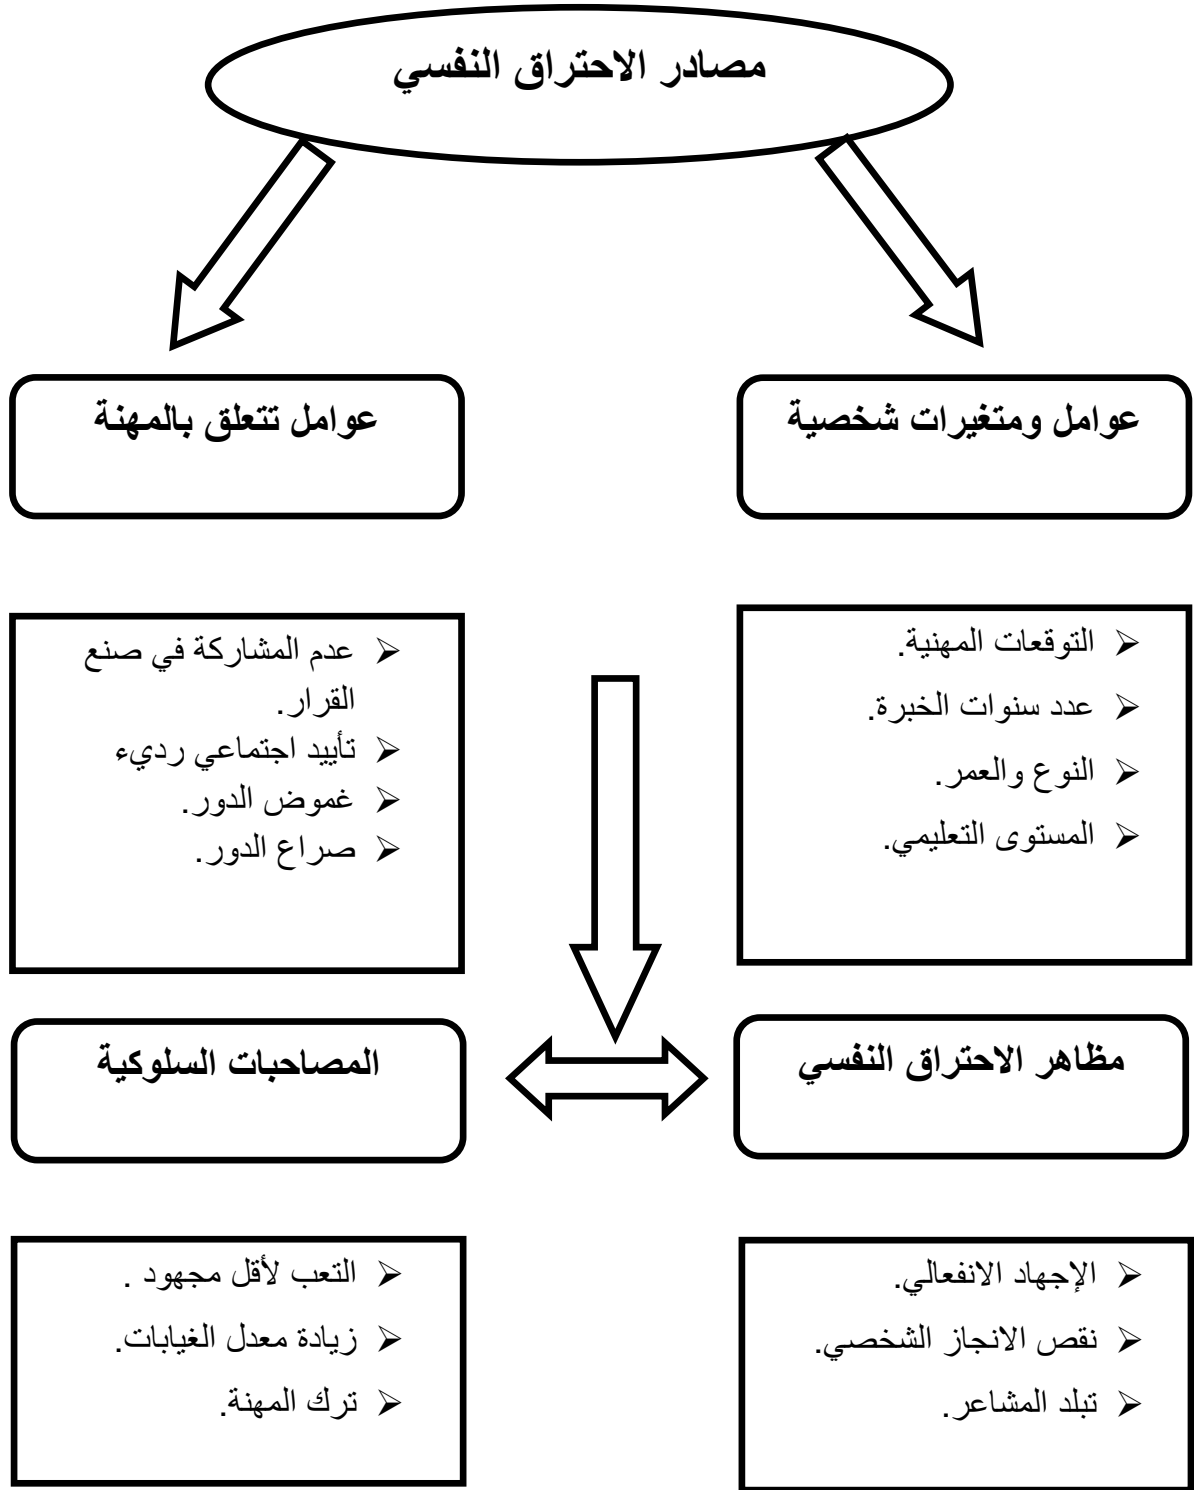 مصادر الاحتراق النفسي
عوامل ومتغيرات شخصية
عوامل تتعلق بالمهنة
التوقعات المهنية.
عدد سنوات الخبرة.
النوع والعمر.
المستوى التعليمي.
عدم المشاركة في صنع
القرار.
تأييد اجتماعي رديء
غموض الدور.
صراع الدور.
مظاهر الاحتراق النفسي
المصاحبات السلوكية
الإجهاد الانفعالي.
نقص الانجاز الشخصي.
تبلد المشاعر.
التعب لأقل مجهود .
زيادة معدل الغيابات.
ترك المهنة.